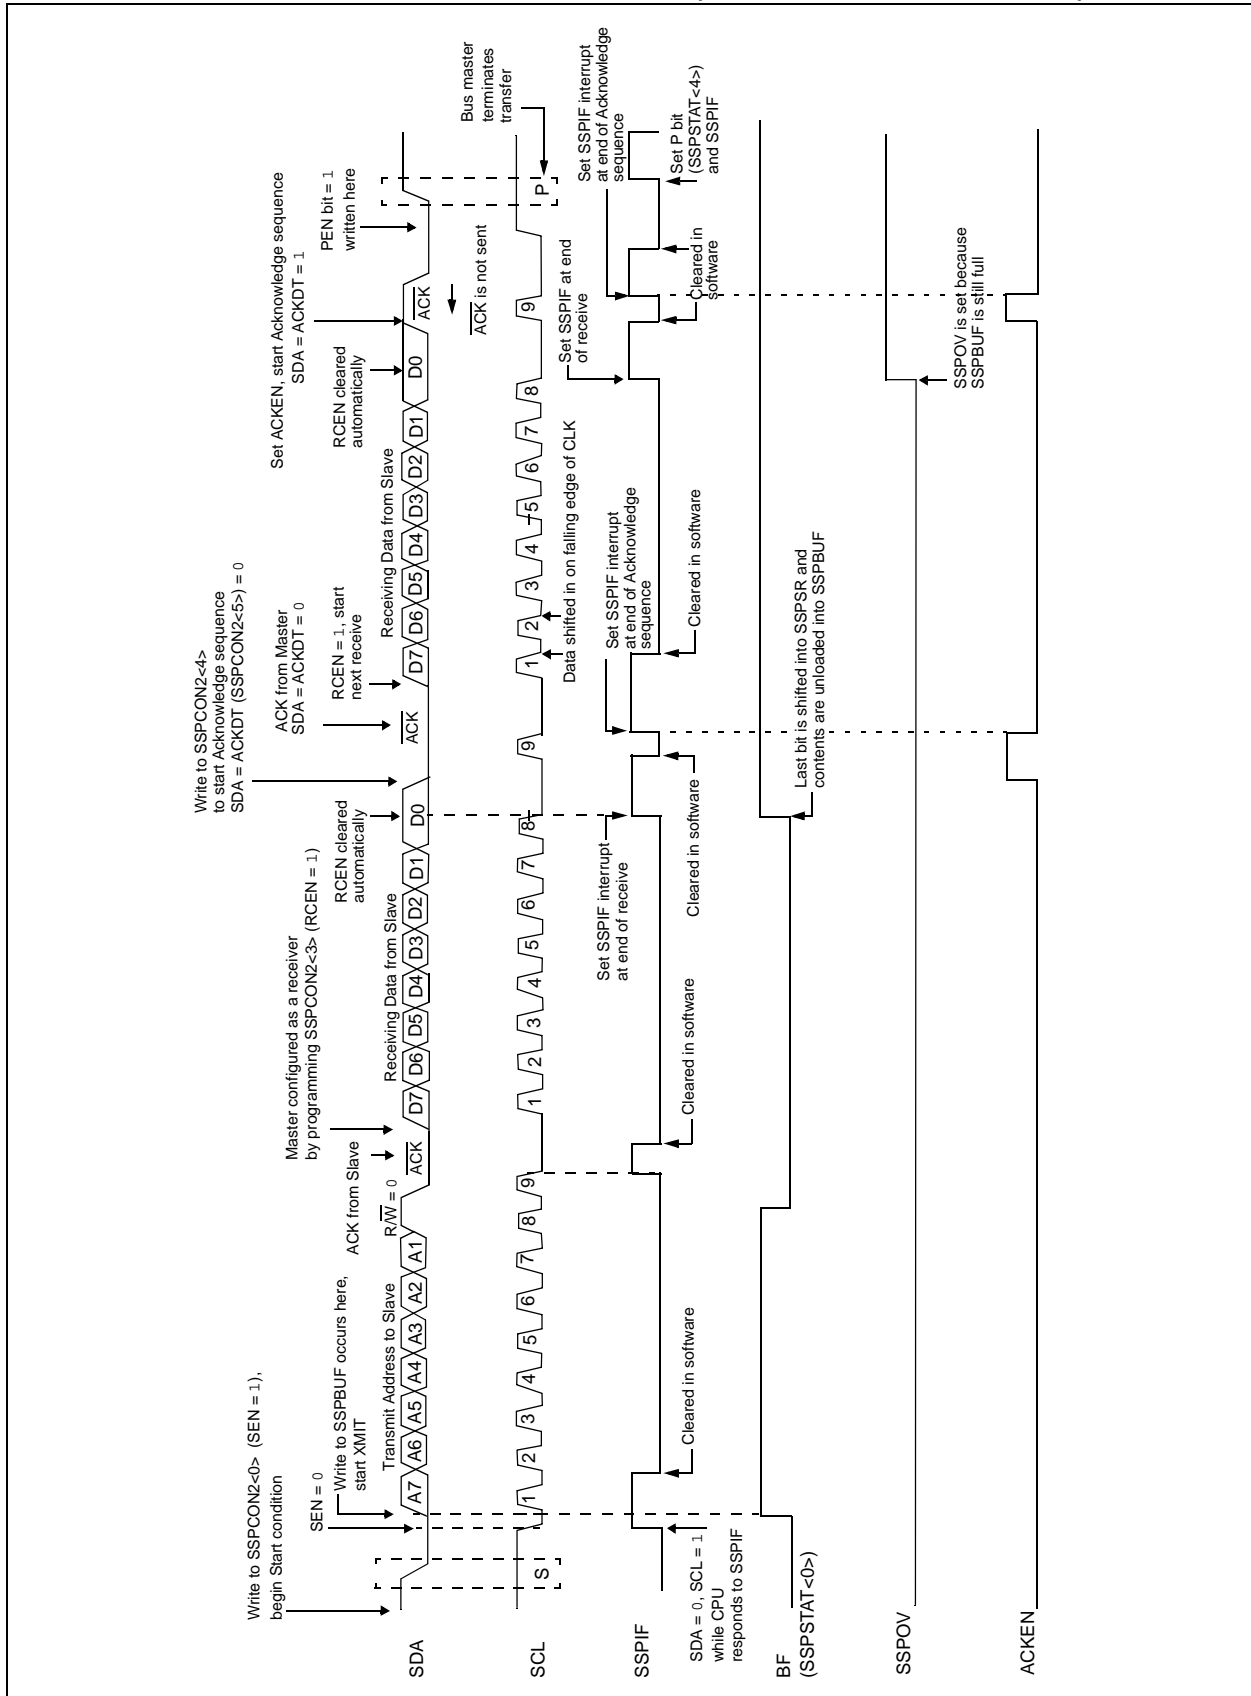 Write to SSPCON2<0> (SEN = 1),
begin Start condition
SEN = 0
Write to SSPBUF occurs here,
start XMIT
Transmit Address to Slave
R/W = 0
ACK from Slave
Master configured as a receiver
by programming SSPCON2<3> (RCEN = 1)
Receiving Data from Slave
RCEN cleared
automatically
Write to SSPCON2<4>
to start Acknowledge sequence
SDA = ACKDT (SSPCON2<5>) = 0
ACK from Master
SDA = ACKDT = 0
RCEN = 1, start
next receive
Receiving Data from Slave
RCEN cleared
automatically
Set ACKEN, start Acknowledge sequence
SDA = ACKDT = 1
PEN bit = 1
written here
SDA
A7 A6 A5 A4 A3 A2 A1 ACK D7 D6 D5 D4 D3 D2 D1 D0 ACK D7 D6 D5 D4 D3 D2 D1 D0 ACK
ACK is not sent
Bus master
terminates
transfer
SCL
S 1 2 3 4 5 6 7 8 9 1 2 3 4 5 6 7 8 9 1 2 3 4 5 6 7 8 9 P
Data shifted in on falling edge of CLK
Set SSPIF interrupt
at end of receive
Set SSPIF interrupt
at end of Acknowledge
sequence
Set SSPIF at end
of receive
Set SSPIF interrupt
at end of Acknowledge
sequence
SSPIF
SDA = 0, SCL = 1
while CPU
responds to SSPIF
Cleared in software
Cleared in software
Cleared in software
Cleared in software
Cleared in
software
Set P bit
(SSPSTAT<4>)
and SSPIF
BF
(SSPSTAT<0>)
Last bit is shifted into SSPSR and
contents are unloaded into SSPBUF
SSPOV
SSPOV is set because
SSPBUF is still full
ACKEN